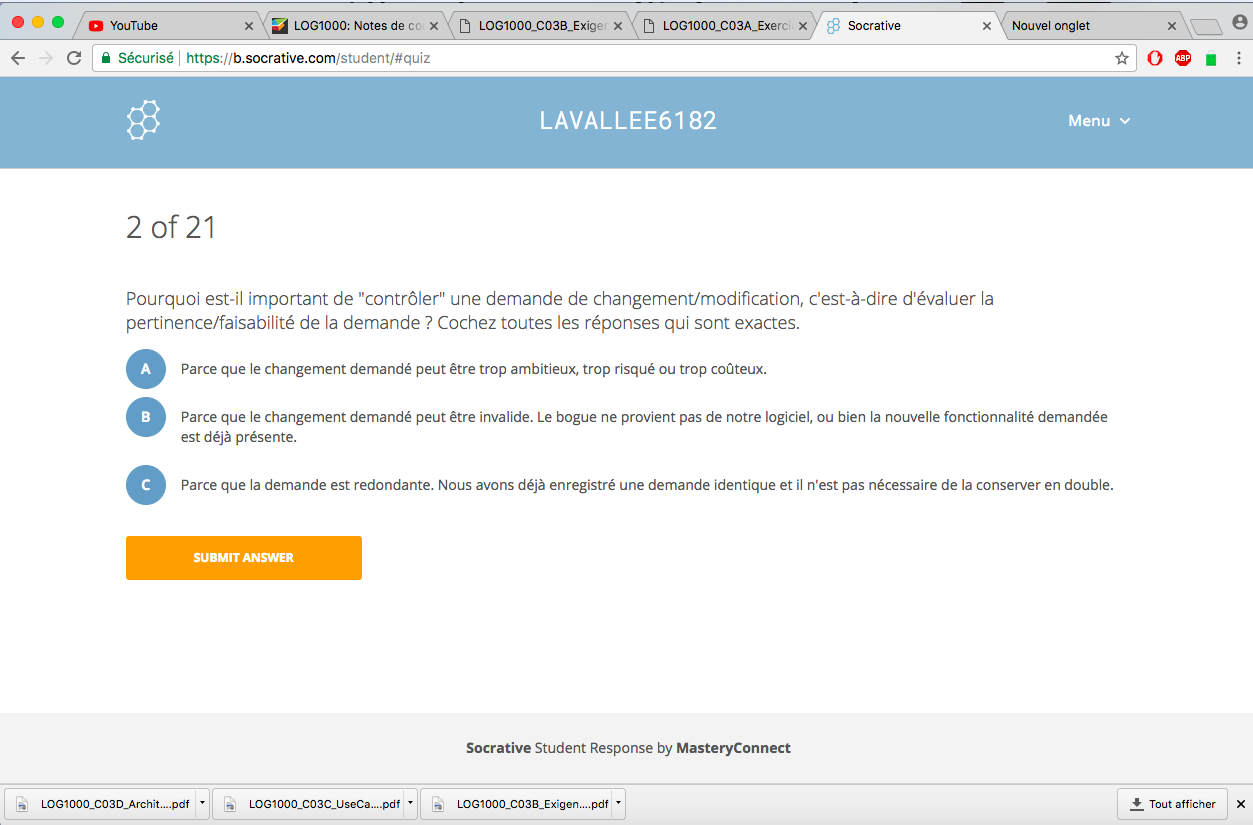 YouTube
LOG1000: Notes de co
LOG1000_C03B_Exigen
LOG1000_C03A_Exerci
Socrative
Nouvel onglet
Sécurisé
https://b.socrative.com/student/#quiz
ABP
LAVALLEE6182
Menu
2 of 21
Pourquoi est-il important de "contrôler" une demande de changement/modification, c'est-à-dire d'évaluer la
pertinence/faisabilité de la demande ? Cochez toutes les réponses qui sont exactes.
A Parce que le changement demandé peut être trop ambitieux, trop risqué ou trop coûteux.
B Parce que le changement demandé peut être invalide. Le bogue ne provient pas de notre logiciel, ou bien la nouvelle fonctionnalité demandée
est déjà présente.
C Parce que la demande est redondante. Nous avons déjà enregistré une demande identique et il n'est pas nécessaire de la conserver en double.
SUBMIT ANSWER
Socrative Student Response by MasteryConnect
LOG1000_C03D_Archit....pdf
LOG1000_C03C_UseCa....pdf
LOG1000_C03B_Exigen....pdf
Tout afficher